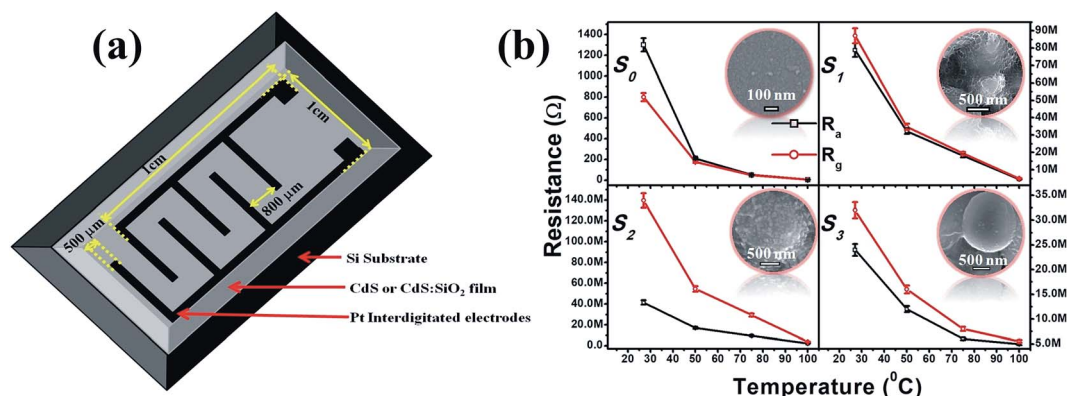 (a)
1cm
1cm
500 μm
800 μm
Si Substrate
CdS or CdS:SiO₂ film
Pt Interdigitated electrodes
(b)
Resistance (Ω)
1400
1200
1000
800
600
400
200
0
S₀
100 nm
S₁
500 nm
Rₐ
R_g
90M
80M
70M
60M
50M
40M
30M
20M
10M
140.0M
120.0M
100.0M
80.0M
60.0M
40.0M
20.0M
0.0
S₂
500 nm
S₃
500 nm
35.0M
30.0M
25.0M
20.0M
15.0M
10.0M
5.0M
20 30 40 50 60 70 80 90 100
20 30 40 50 60 70 80 90 100
Temperature (⁰C)